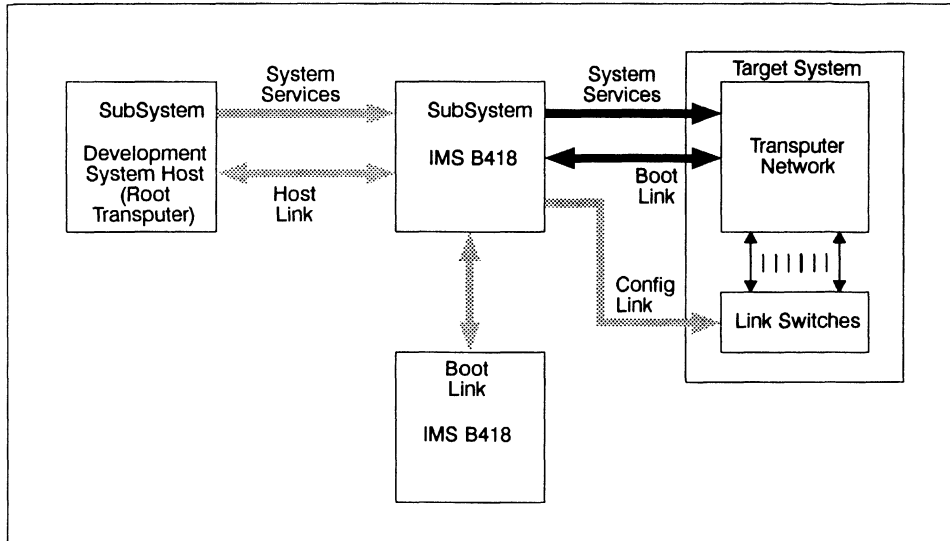 System
Services
SubSystem
Development
System Host
(Root
Transputer)
Host
Link
SubSystem
IMS B418
System
Services
Boot
Link
Config
Link
Target System
Transputer
Network
Link Switches
Boot
Link
IMS B418